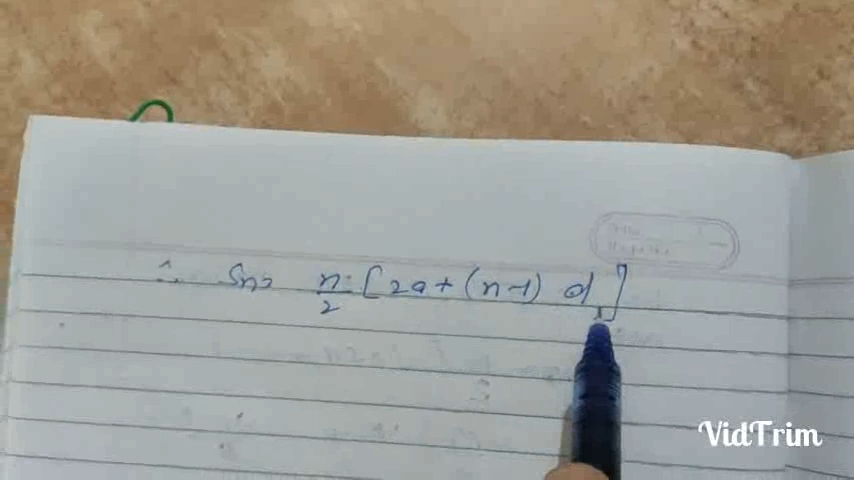 ∴ Sn = n/2 [2a + (n-1) d]
VidTrim